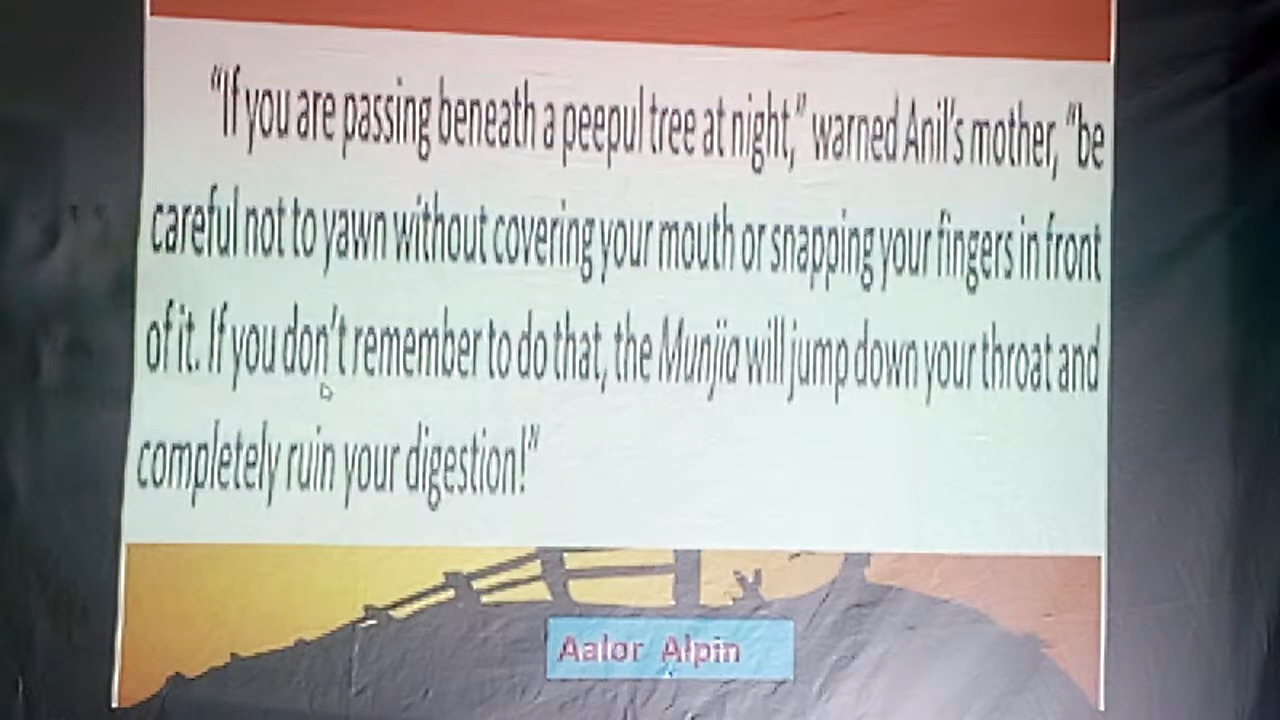 “If you are passing beneath a peepul tree at night,” warned Anil’s mother, “be
careful not to yawn without covering your mouth or snapping your fingers in front
of it. If you don’t remember to do that, the Munjia will jump down your throat and
completely ruin your digestion!”
Aalor Alpin